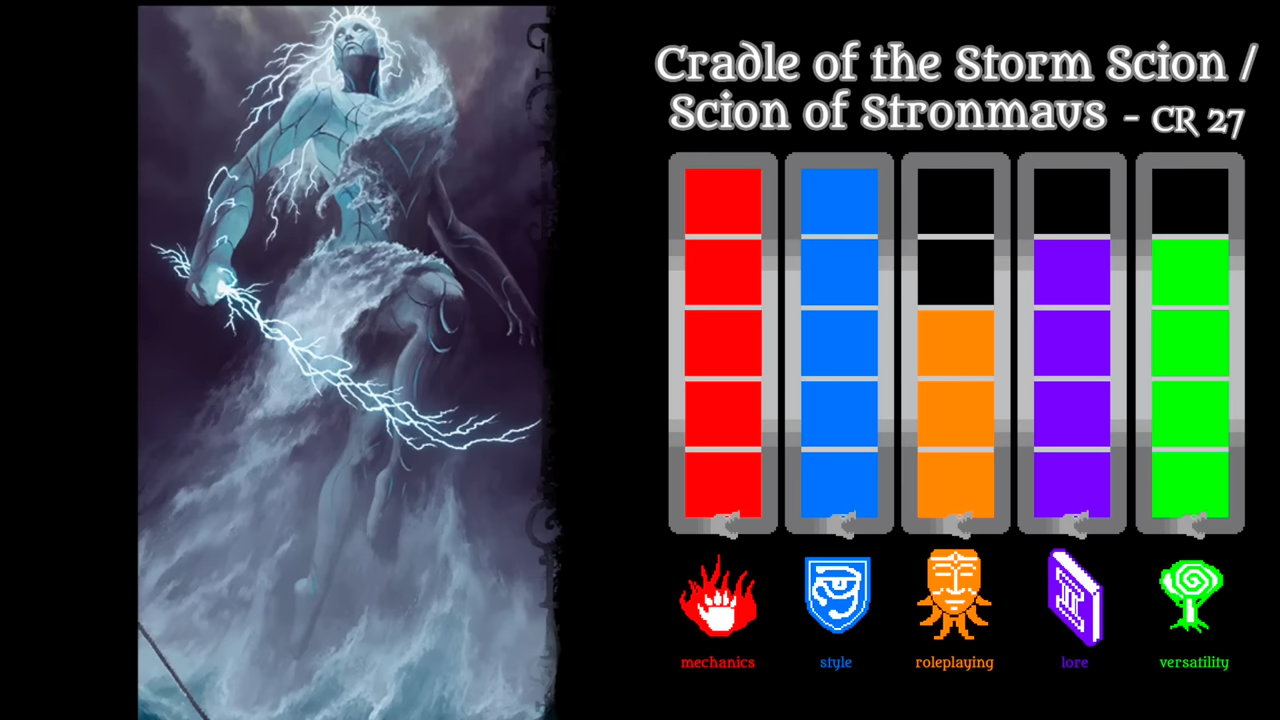 Cradle of the Storm Scion /
Scion of Stronmaus - CR 27
mechanics
style
roleplaying
lore
versatility